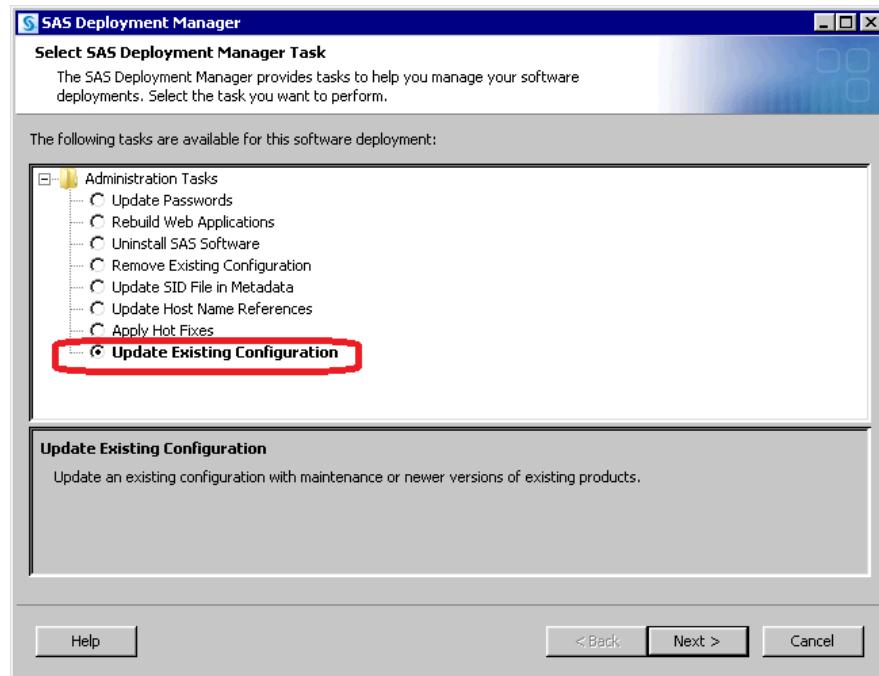 SAS Deployment Manager
Select SAS Deployment Manager Task
The SAS Deployment Manager provides tasks to help you manage your software
deployments. Select the task you want to perform.
The following tasks are available for this software deployment:
Administration Tasks
Update Passwords
Rebuild Web Applications
Uninstall SAS Software
Remove Existing Configuration
Update SID File in Metadata
Update Host Name References
Apply Hot Fixes
Update Existing Configuration
Update Existing Configuration
Update an existing configuration with maintenance or newer versions of existing products.
Help
< Back
Next >
Cancel